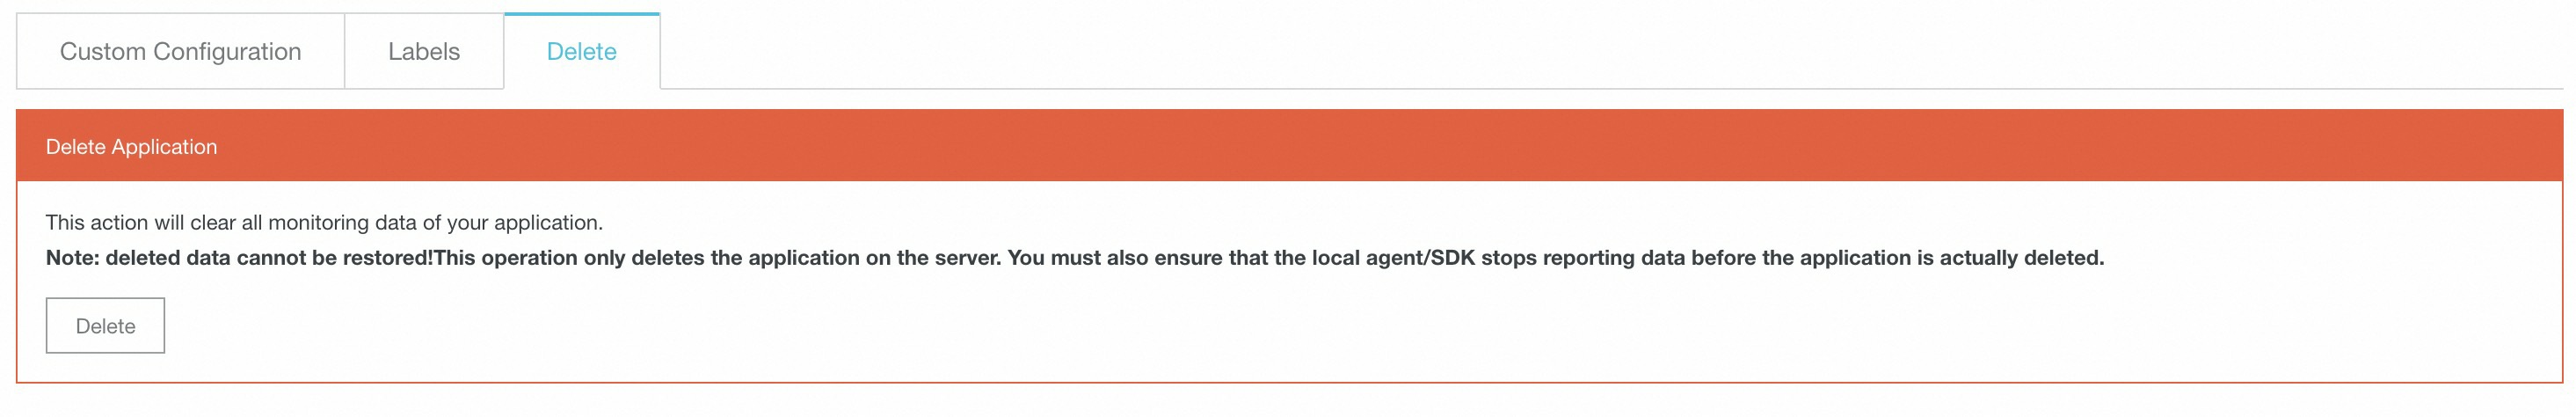 Custom Configuration
Labels
Delete
Delete Application
This action will clear all monitoring data of your application.
Note: deleted data cannot be restored!This operation only deletes the application on the server. You must also ensure that the local agent/SDK stops reporting data before the application is actually deleted.
Delete